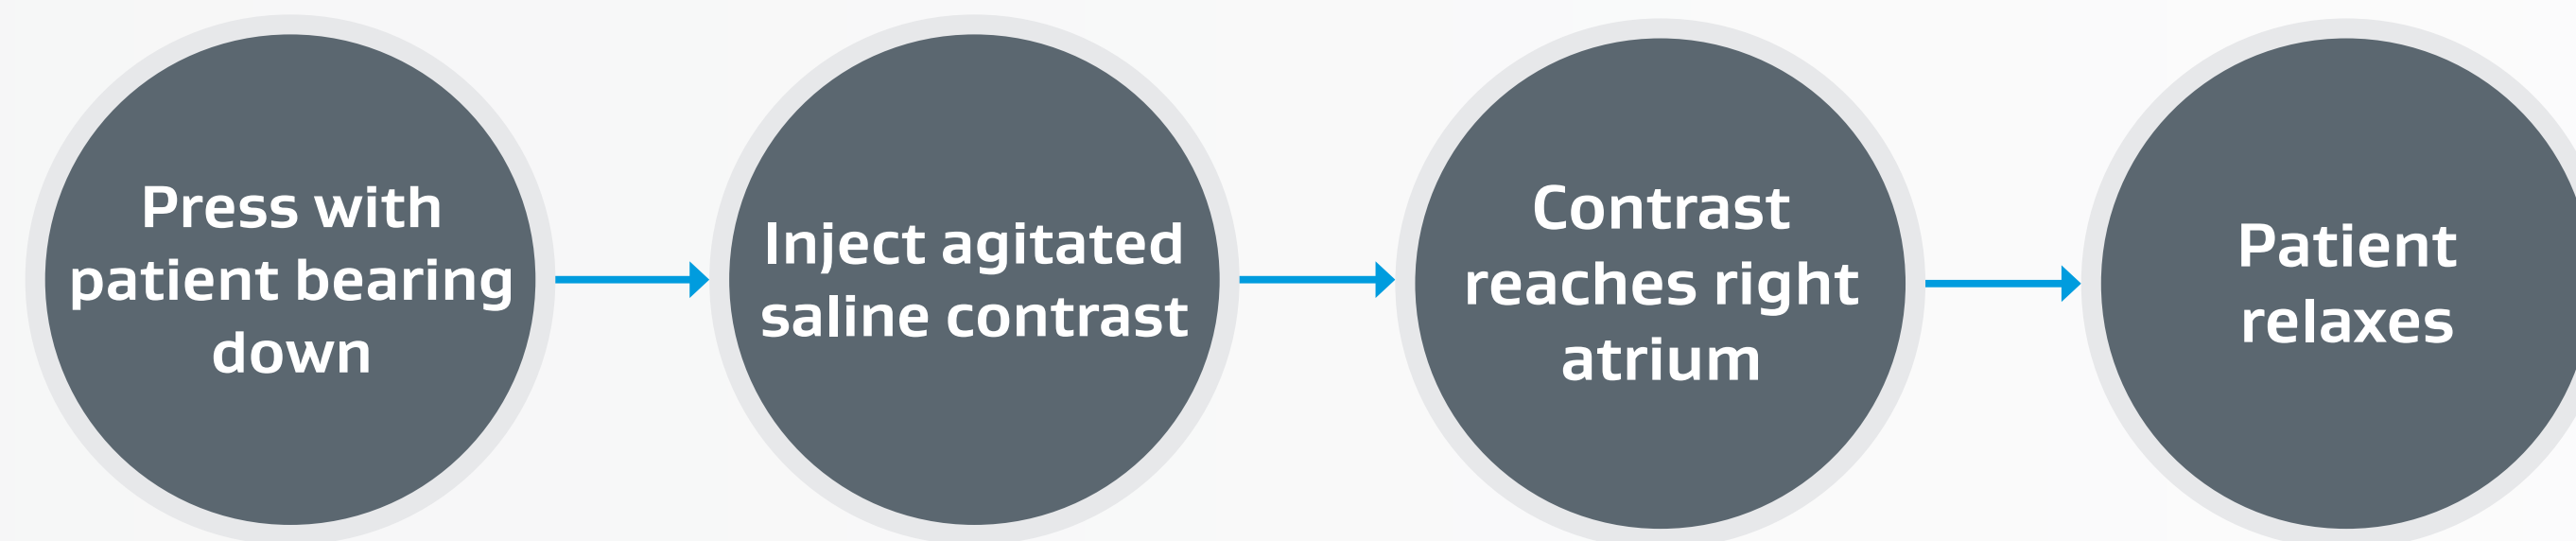 Press with
patient bearing
down
Inject agitated
saline contrast
Contrast
reaches right
atrium
Patient
relaxes